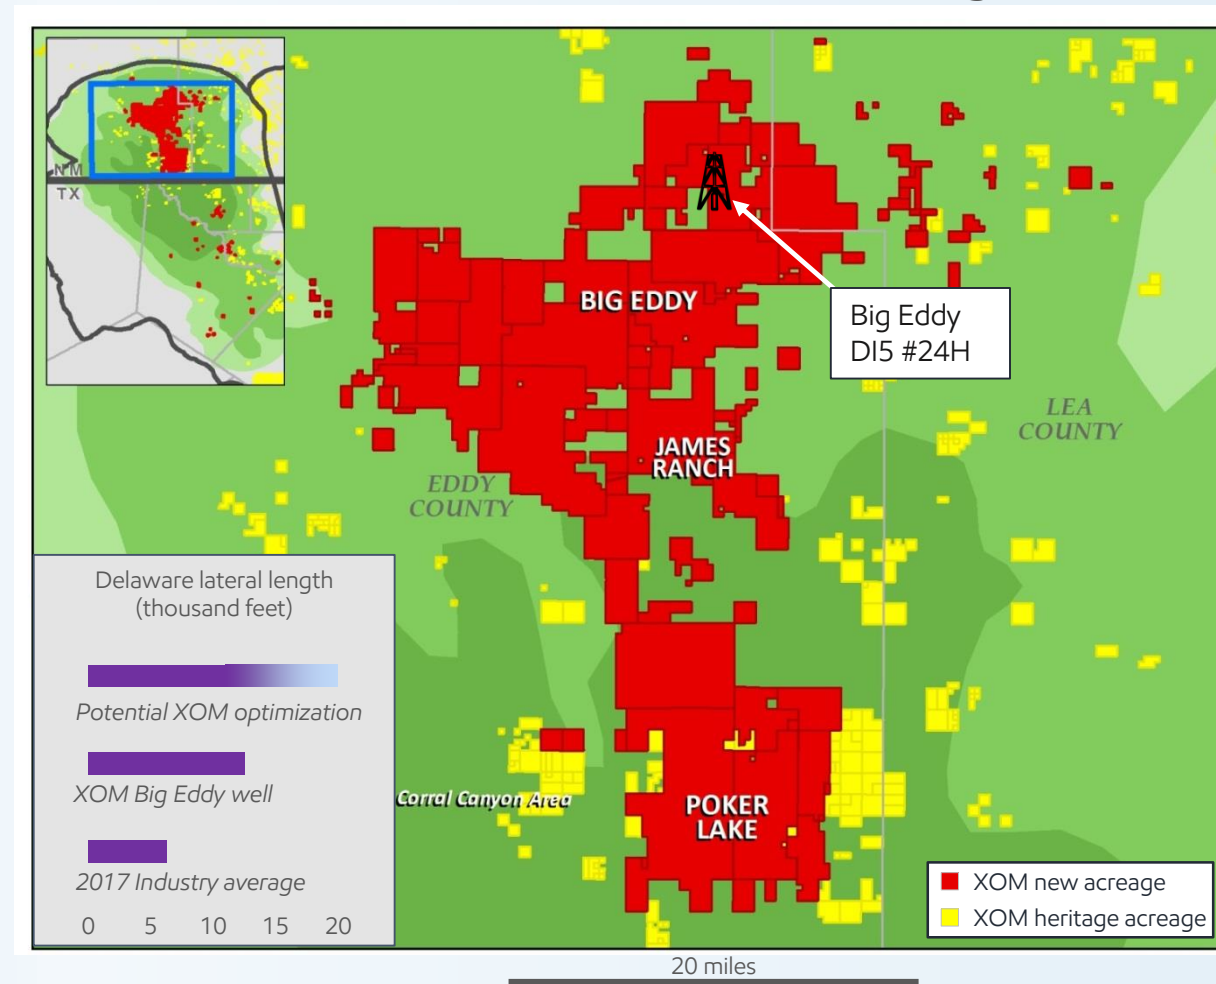 NM
TX
BIG EDDY
Big Eddy
DI5 #24H
LEA
COUNTY
JAMES
RANCH
EDDY
COUNTY
Delaware lateral length
(thousand feet)
Potential XOM optimization
XOM Big Eddy well
2017 Industry average
0 5 10 15 20
Corral Canyon Area
POKER
LAKE
XOM new acreage
XOM heritage acreage
20 miles